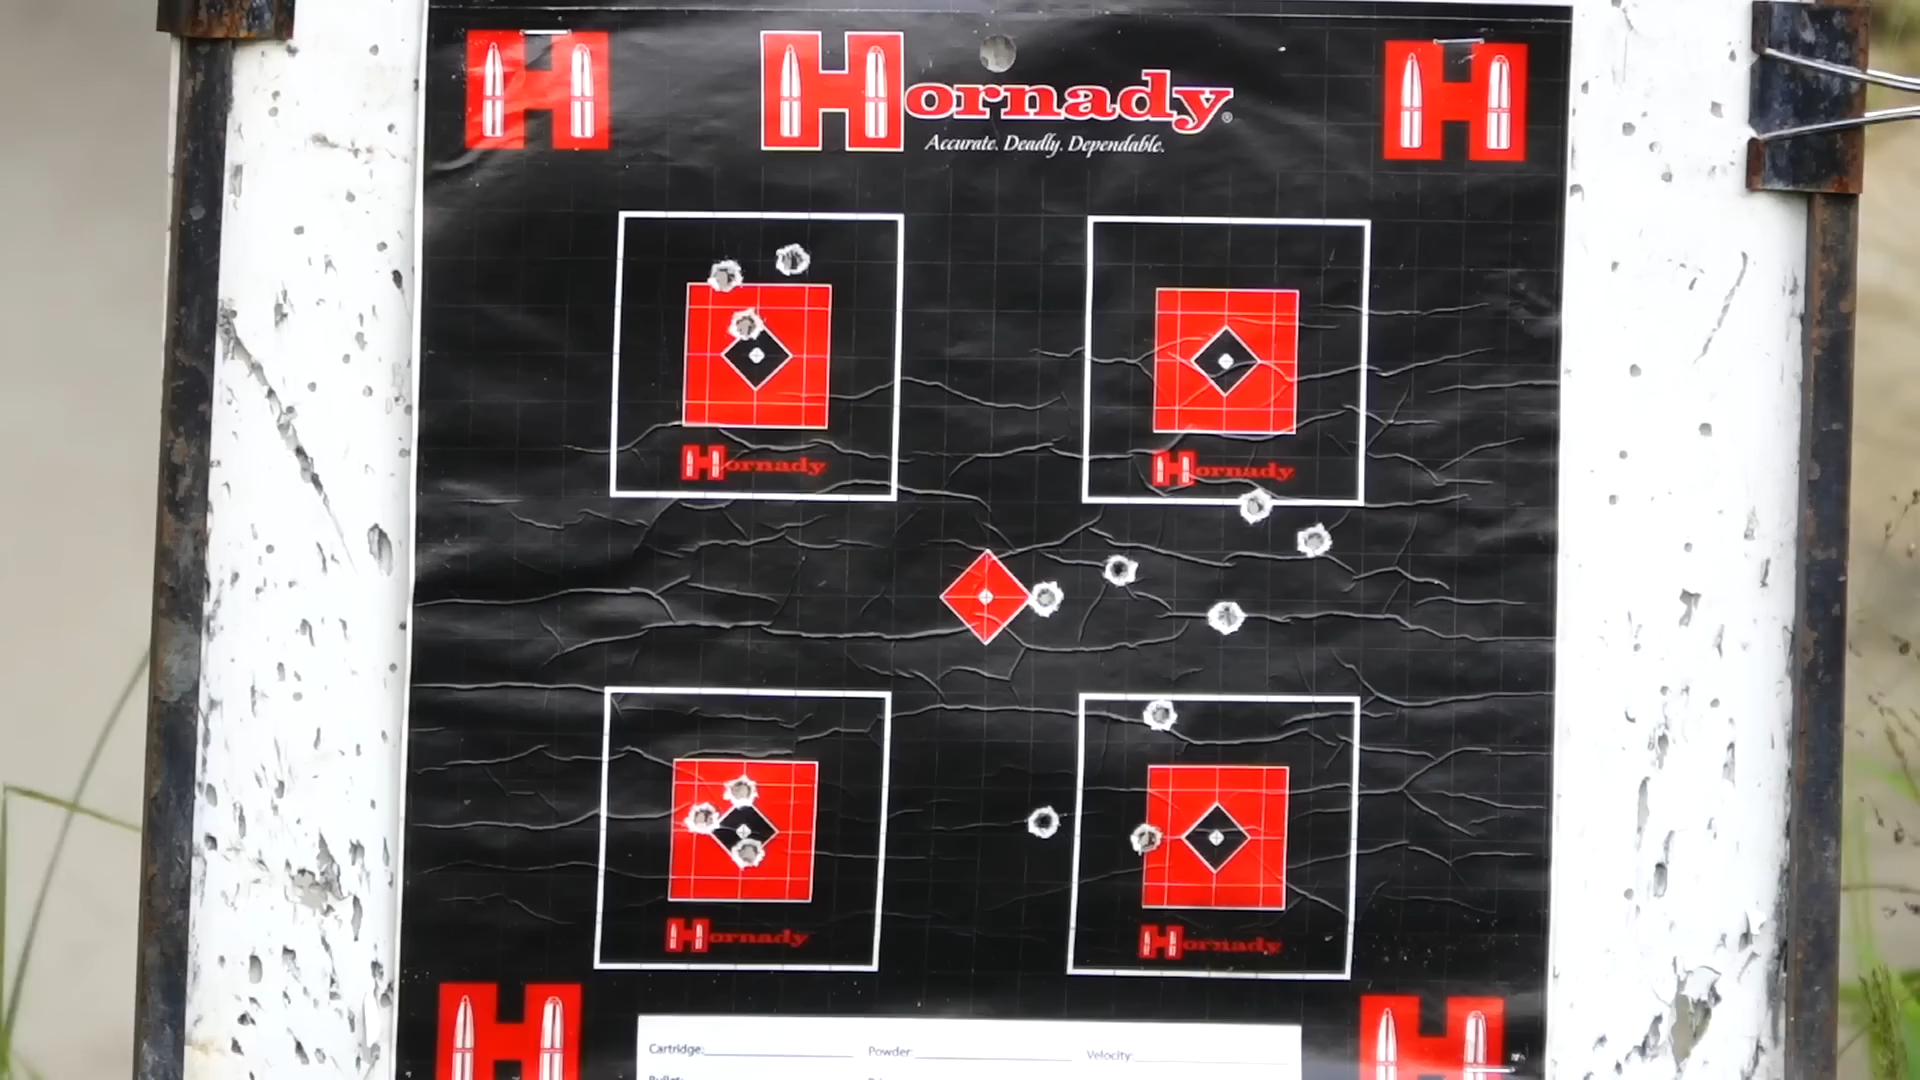 Hornady®
Accurate. Deadly. Dependable.
Hornady
Hornady
Hornady
Hornady
Cartridge: Powder: Velocity: